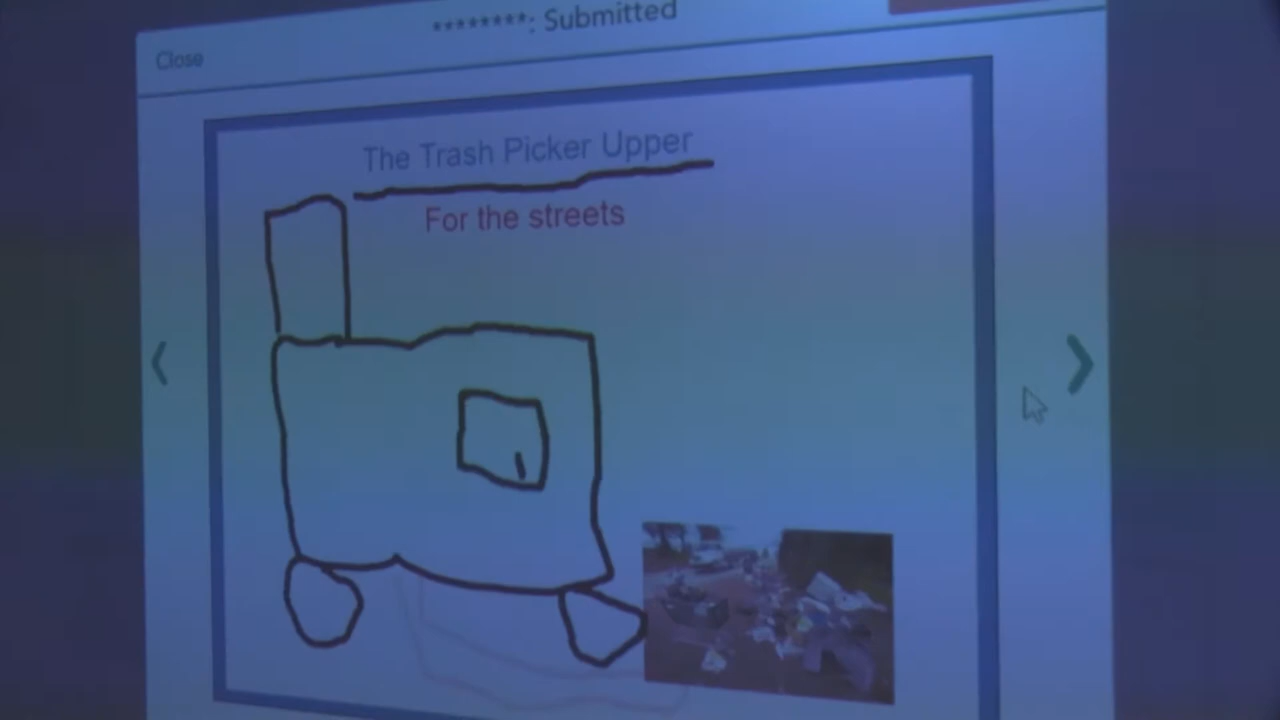 ********: Submitted
Close
The Trash Picker Upper
For the streets